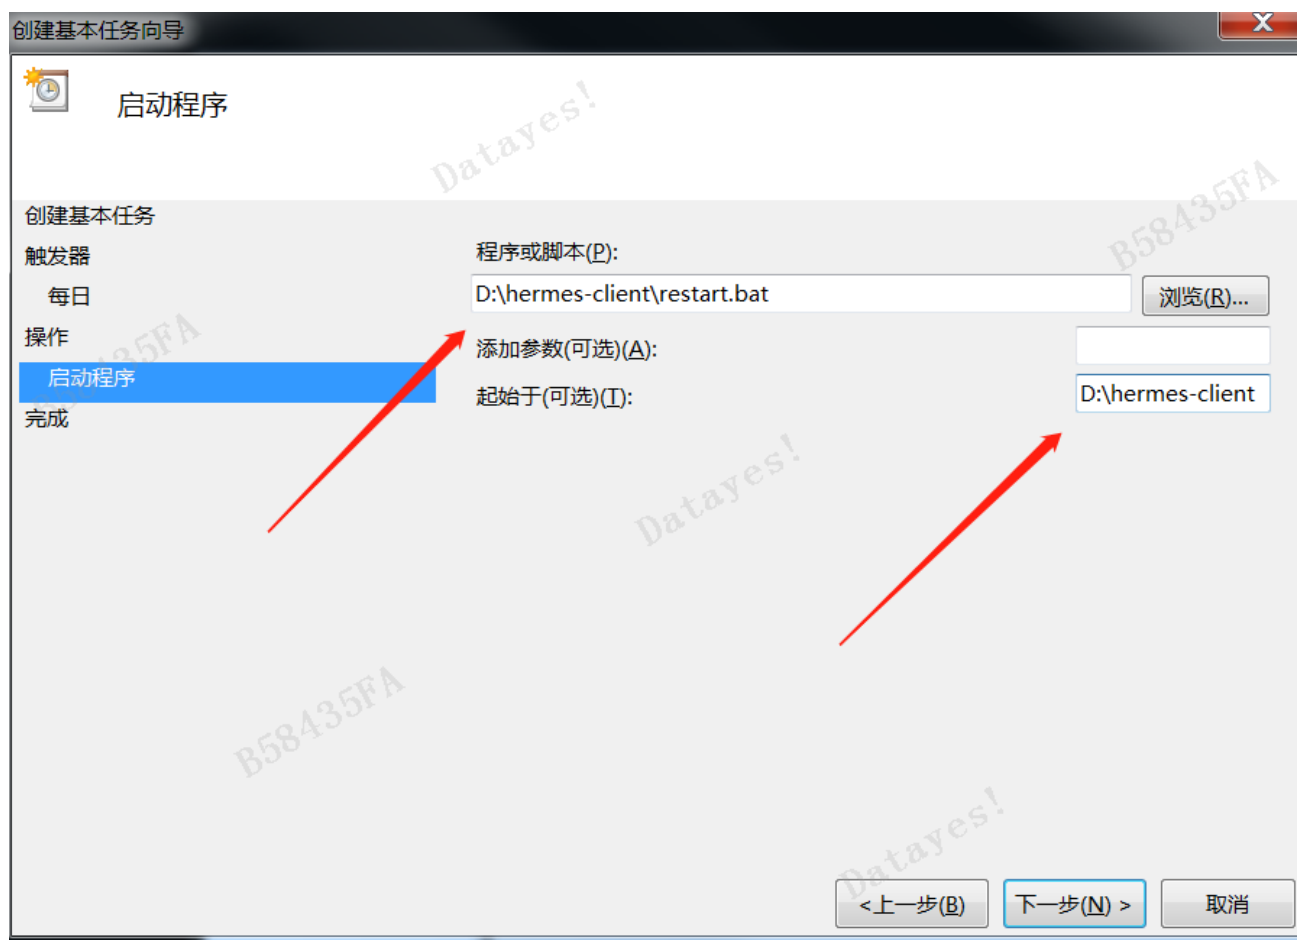 创建基本任务向导
X
启动程序
Datayes!
B58435FA
创建基本任务
触发器
每日
操作
启动程序
完成
程序或脚本(P):
D:\hermes-client\restart.bat
浏览(R)...
添加参数(可选)(A):
起始于(可选)(T):
D:\hermes-client
B58435FA
Datayes!
B58435FA
Datayes!
<上一步(B)
下一步(N) >
取消